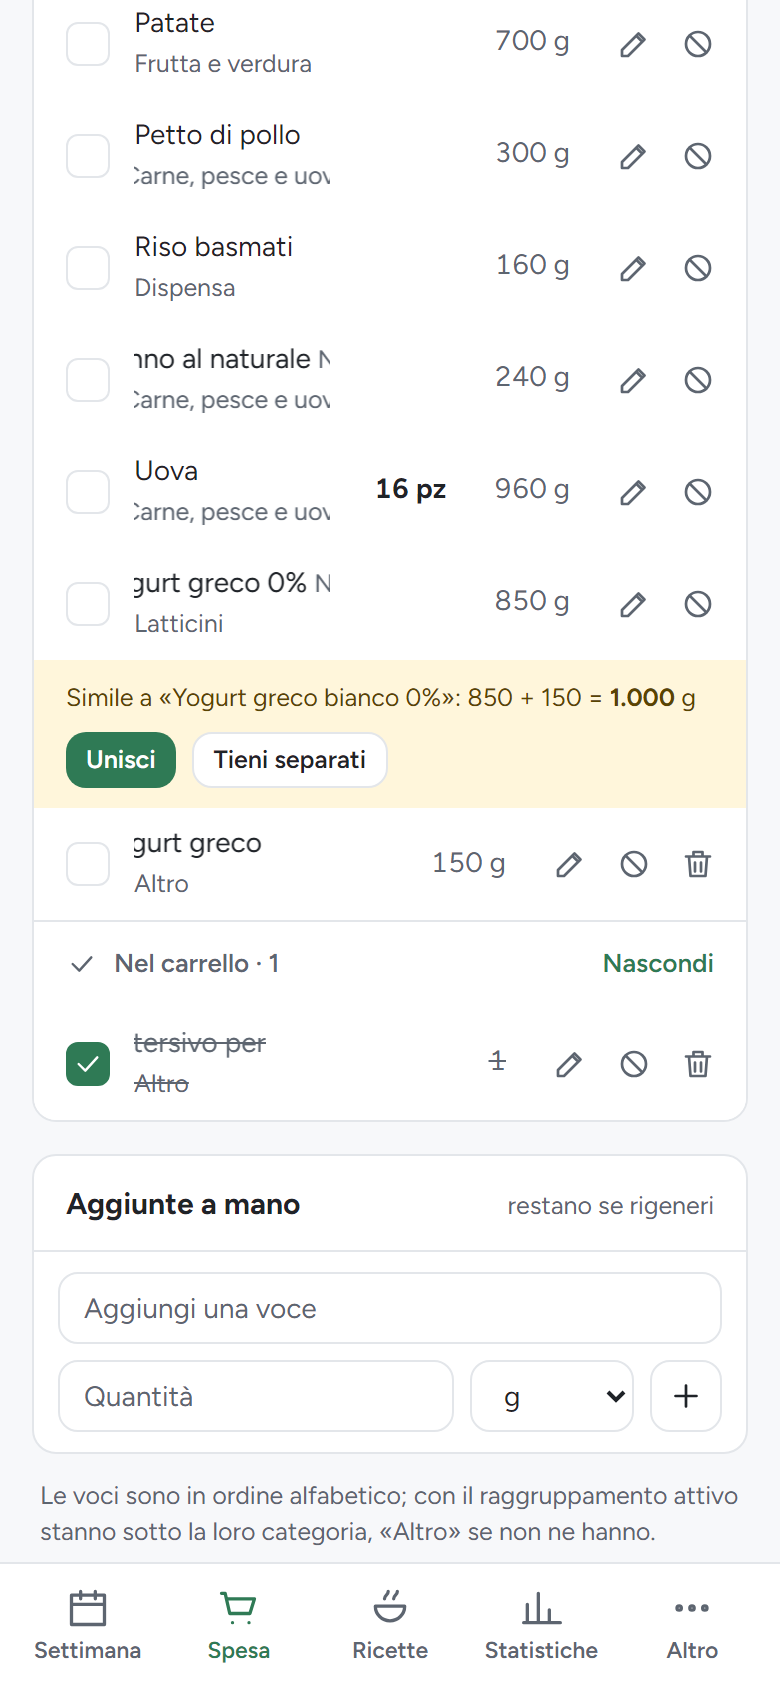 Patate
700 g
Frutta e verdura
Petto di pollo
300 g
Carne, pesce e uov
Riso basmati
160 g
Dispensa
nno al naturale N
240 g
Carne, pesce e uov
Uova
16 pz 960 g
Carne, pesce e uov
gurt greco 0% N
850 g
Latticini
Simile a «Yogurt greco bianco 0%»: 850 + 150 = 1.000 g
Unisci Tieni separati
gurt greco
150 g
Altro
Nel carrello · 1 Nascondi
tersivo per
1
Altro
Aggiunte a mano restano se rigeneri
Aggiungi una voce
Quantità g
Le voci sono in ordine alfabetico; con il raggruppamento attivo
stanno sotto la loro categoria, «Altro» se non ne hanno.
Settimana Spesa Ricette Statistiche Altro